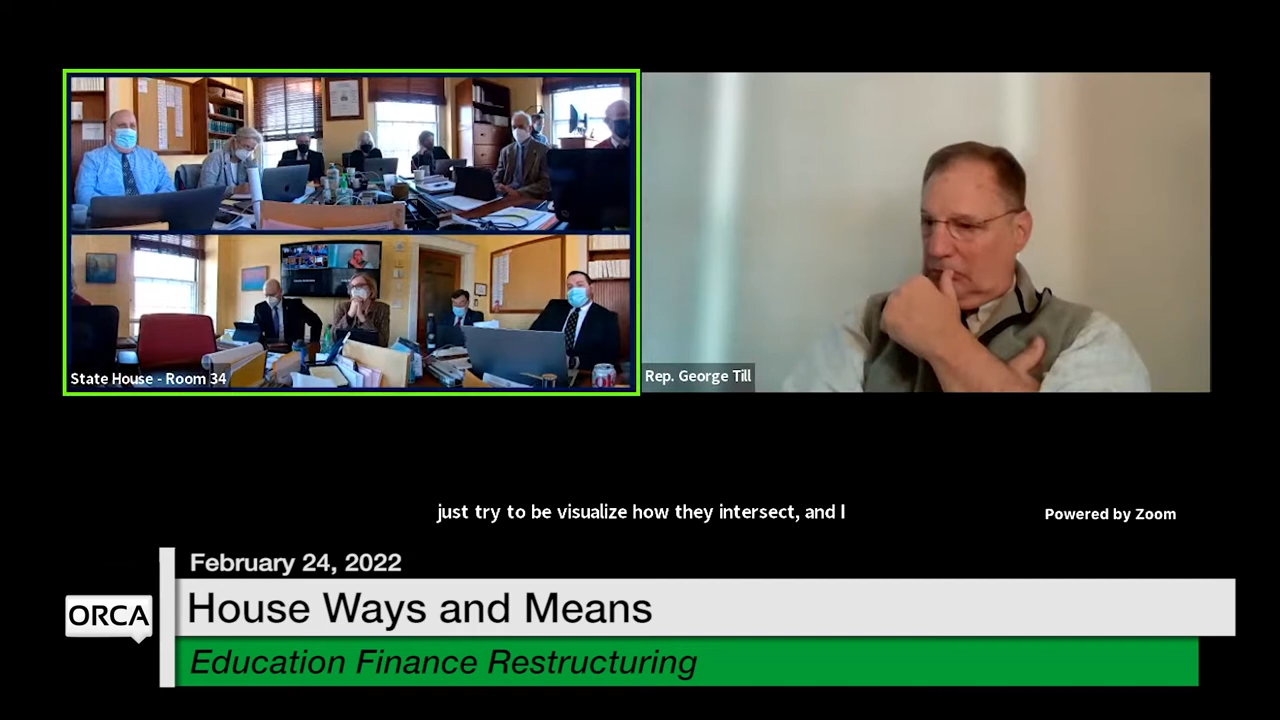 State House - Room 34
Rep. George Till
just try to be visualize how they intersect, and I
Powered by Zoom
February 24, 2022
ORCA
House Ways and Means
Education Finance Restructuring